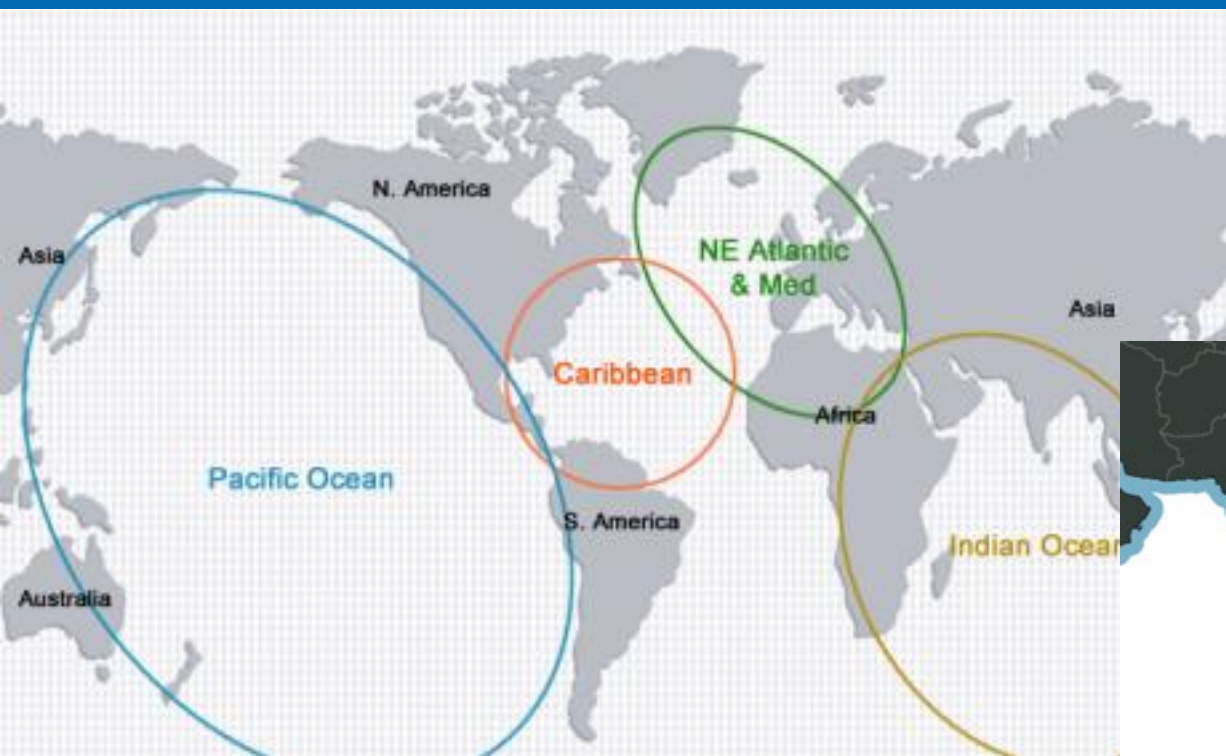 N. America
Asia
NE Atlantic
& Med
Asia
Caribbean
Africa
Pacific Ocean
S. America
Indian Ocean
Australia